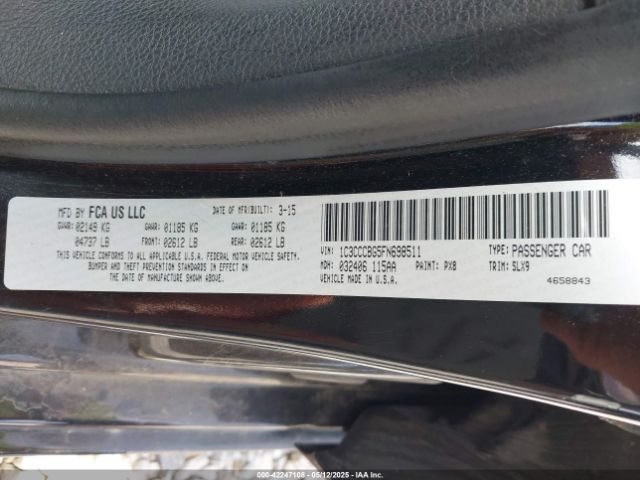 MFD BY FCA US LLC DATE OF MFR(BUILT): 3-15
GVWR: 02149 KG GAWR: 01185 KG GAWR: 01185 KG
04737 LB FRONT: 02612 LB REAR: 02612 LB
THIS VEHICLE CONFORMS TO ALL APPLICABLE U.S.A. FEDERAL MOTOR VEHICLE SAFETY,
BUMPER AND THEFT PREVENTION STANDARDS IN EFFECT ON
THE DATE OF MANUFACTURE SHOWN ABOVE.
VIN: 1C3CCCBG5FN698511 TYPE: PASSENGER CAR
MDH: 032406 115AA PAINT: PX8 TRIM: SLX9
VEHICLE MADE IN U.S.A. 4658843
000-42247108 - 05/12/2025 - IAAI.COM